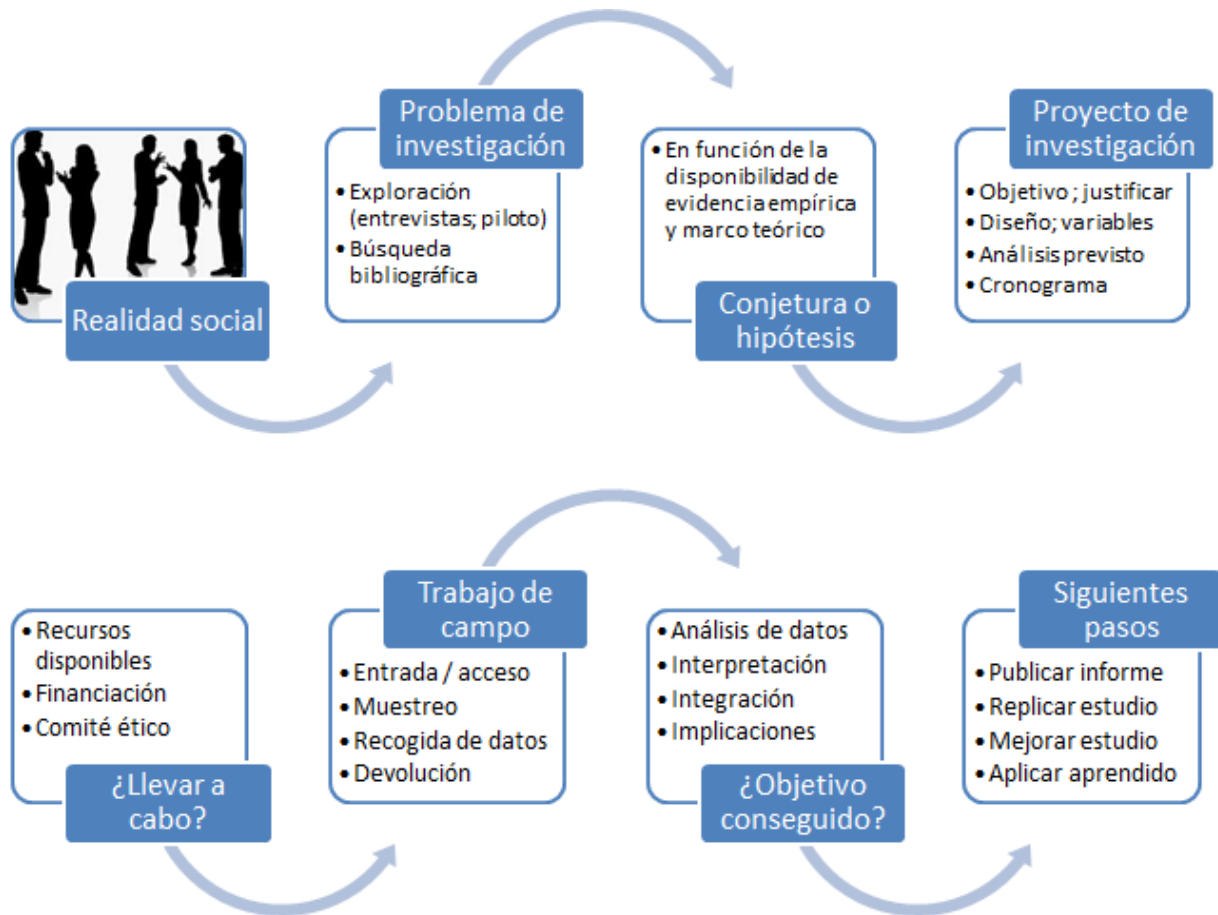 Realidad social
Problema de
investigación
• Exploración
(entrevistas; piloto)
• Búsqueda
bibliográfica
• En función de la
disponibilidad de
evidencia empírica
y marco teórico
Conjetura o
hipótesis
Proyecto de
investigación
• Objetivo ; justificar
• Diseño; variables
• Análisis previsto
• Cronograma
• Recursos
disponibles
• Financiación
• Comité ético
¿Llevar a
cabo?
Trabajo de
campo
• Entrada / acceso
• Muestreo
• Recogida de datos
• Devolución
• Análisis de datos
• Interpretación
• Integración
• Implicaciones
¿Objetivo
conseguido?
Siguientes
pasos
• Publicar informe
• Replicar estudio
• Mejorar estudio
• Aplicar aprendido